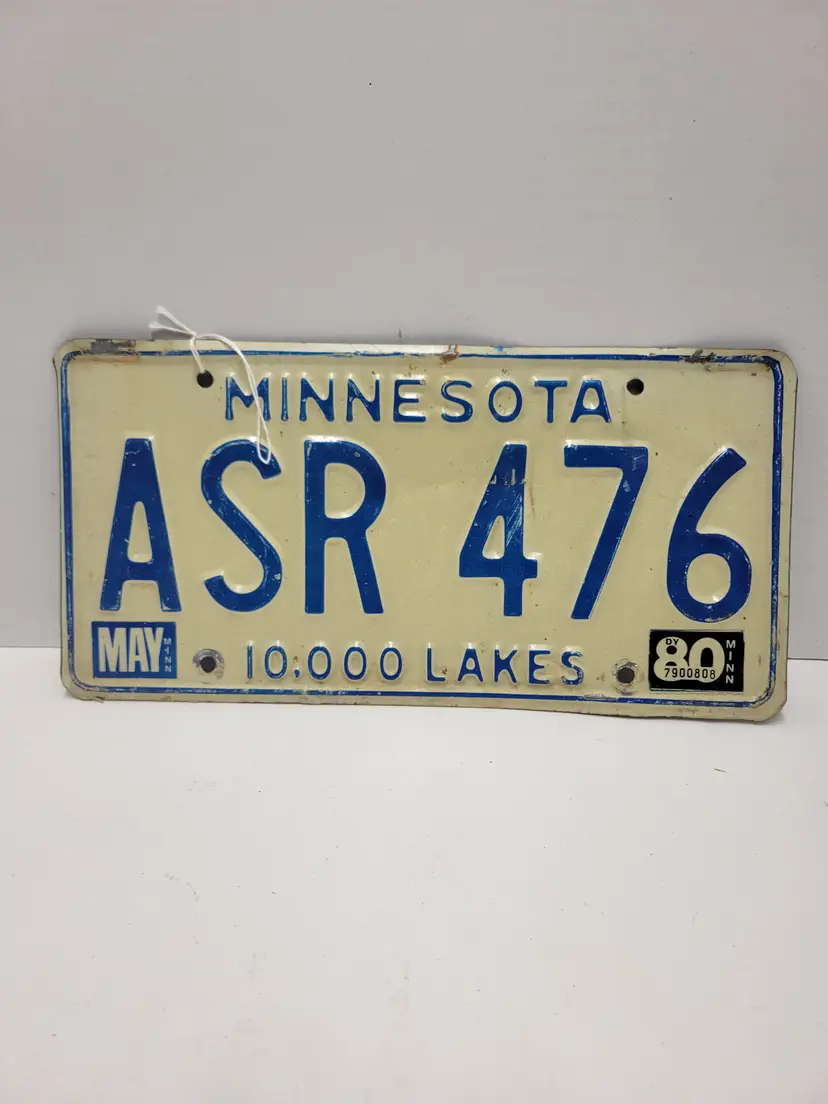 MINNESOTA
ASR 476
MAY MINN
10,000 LAKES
DY
80 MINN
7900808